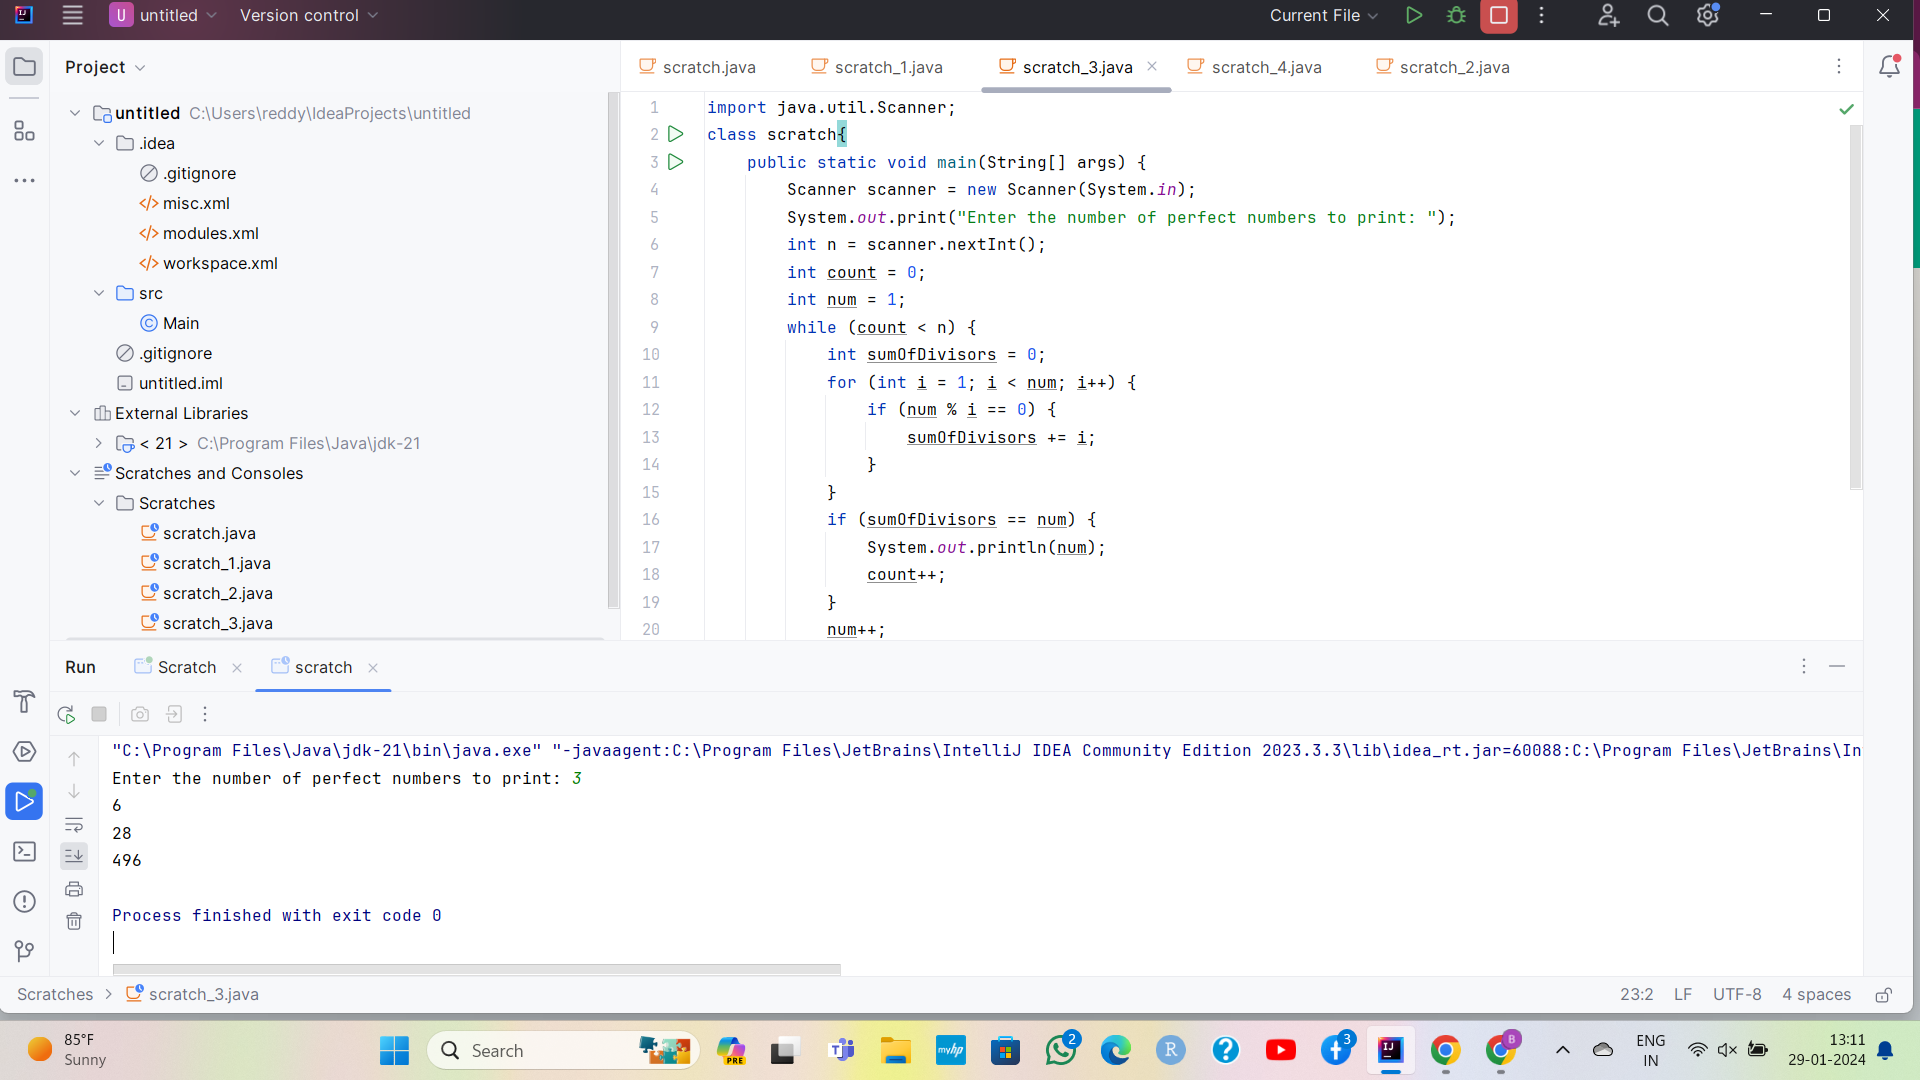 U untitled Version control Current File
Project
scratch.java scratch_1.java scratch_3.java scratch_4.java scratch_2.java
untitled C:\Users\reddy\IdeaProjects\untitled
.idea
.gitignore
misc.xml
modules.xml
workspace.xml
src
Main
.gitignore
untitled.iml
External Libraries
< 21 > C:\Program Files\Java\jdk-21
Scratches and Consoles
Scratches
scratch.java
scratch_1.java
scratch_2.java
scratch_3.java
1 import java.util.Scanner;
2 class scratch{
3 public static void main(String[] args) {
4 Scanner scanner = new Scanner(System.in);
5 System.out.print("Enter the number of perfect numbers to print: ");
6 int n = scanner.nextInt();
7 int count = 0;
8 int num = 1;
9 while (count < n) {
10 int sumOfDivisors = 0;
11 for (int i = 1; i < num; i++) {
12 if (num % i == 0) {
13 sumOfDivisors += i;
14 }
15 }
16 if (sumOfDivisors == num) {
17 System.out.println(num);
18 count++;
19 }
20 num++;
Run Scratch scratch
"C:\Program Files\Java\jdk-21\bin\java.exe" "-javaagent:C:\Program Files\JetBrains\IntelliJ IDEA Community Edition 2023.3.3\lib\idea_rt.jar=60088:C:\Program Files\JetBrains\In
Enter the number of perfect numbers to print: 3
6
28
496
Process finished with exit code 0
Scratches > scratch_3.java 23:2 LF UTF-8 4 spaces
85°F
Sunny
Search
PRE
myhp
2
R
3
IJ
B
ENG
IN
13:11
29-01-2024